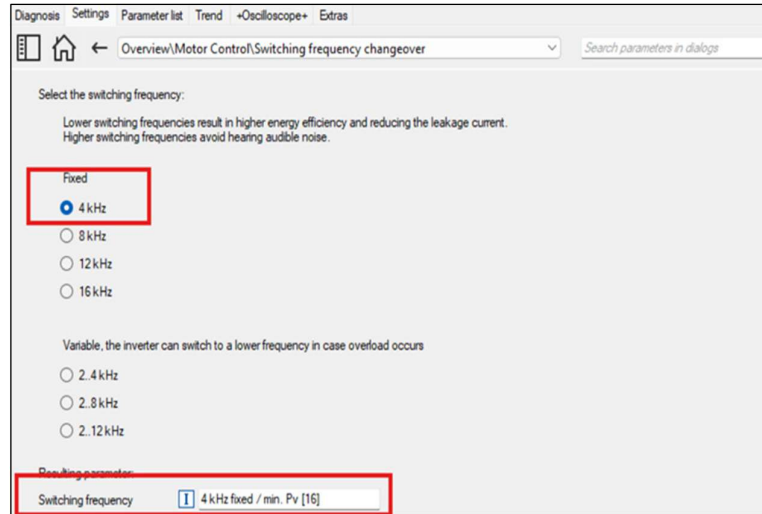 Diagnosis Settings Parameter list Trend +Oscilloscope+ Extras
Overview\Motor Control\Switching frequency changeover Search parameters in dialogs
Select the switching frequency:
Lower switching frequencies result in higher energy efficiency and reducing the leakage current.
Higher switching frequencies avoid hearing audible noise.
Fixed
4 kHz
8 kHz
12 kHz
16 kHz
Variable, the inverter can switch to a lower frequency in case overload occurs
2..4 kHz
2..8 kHz
2..12 kHz
Resulting parameter:
Switching frequency I 4 kHz fixed / min. Pv [16]